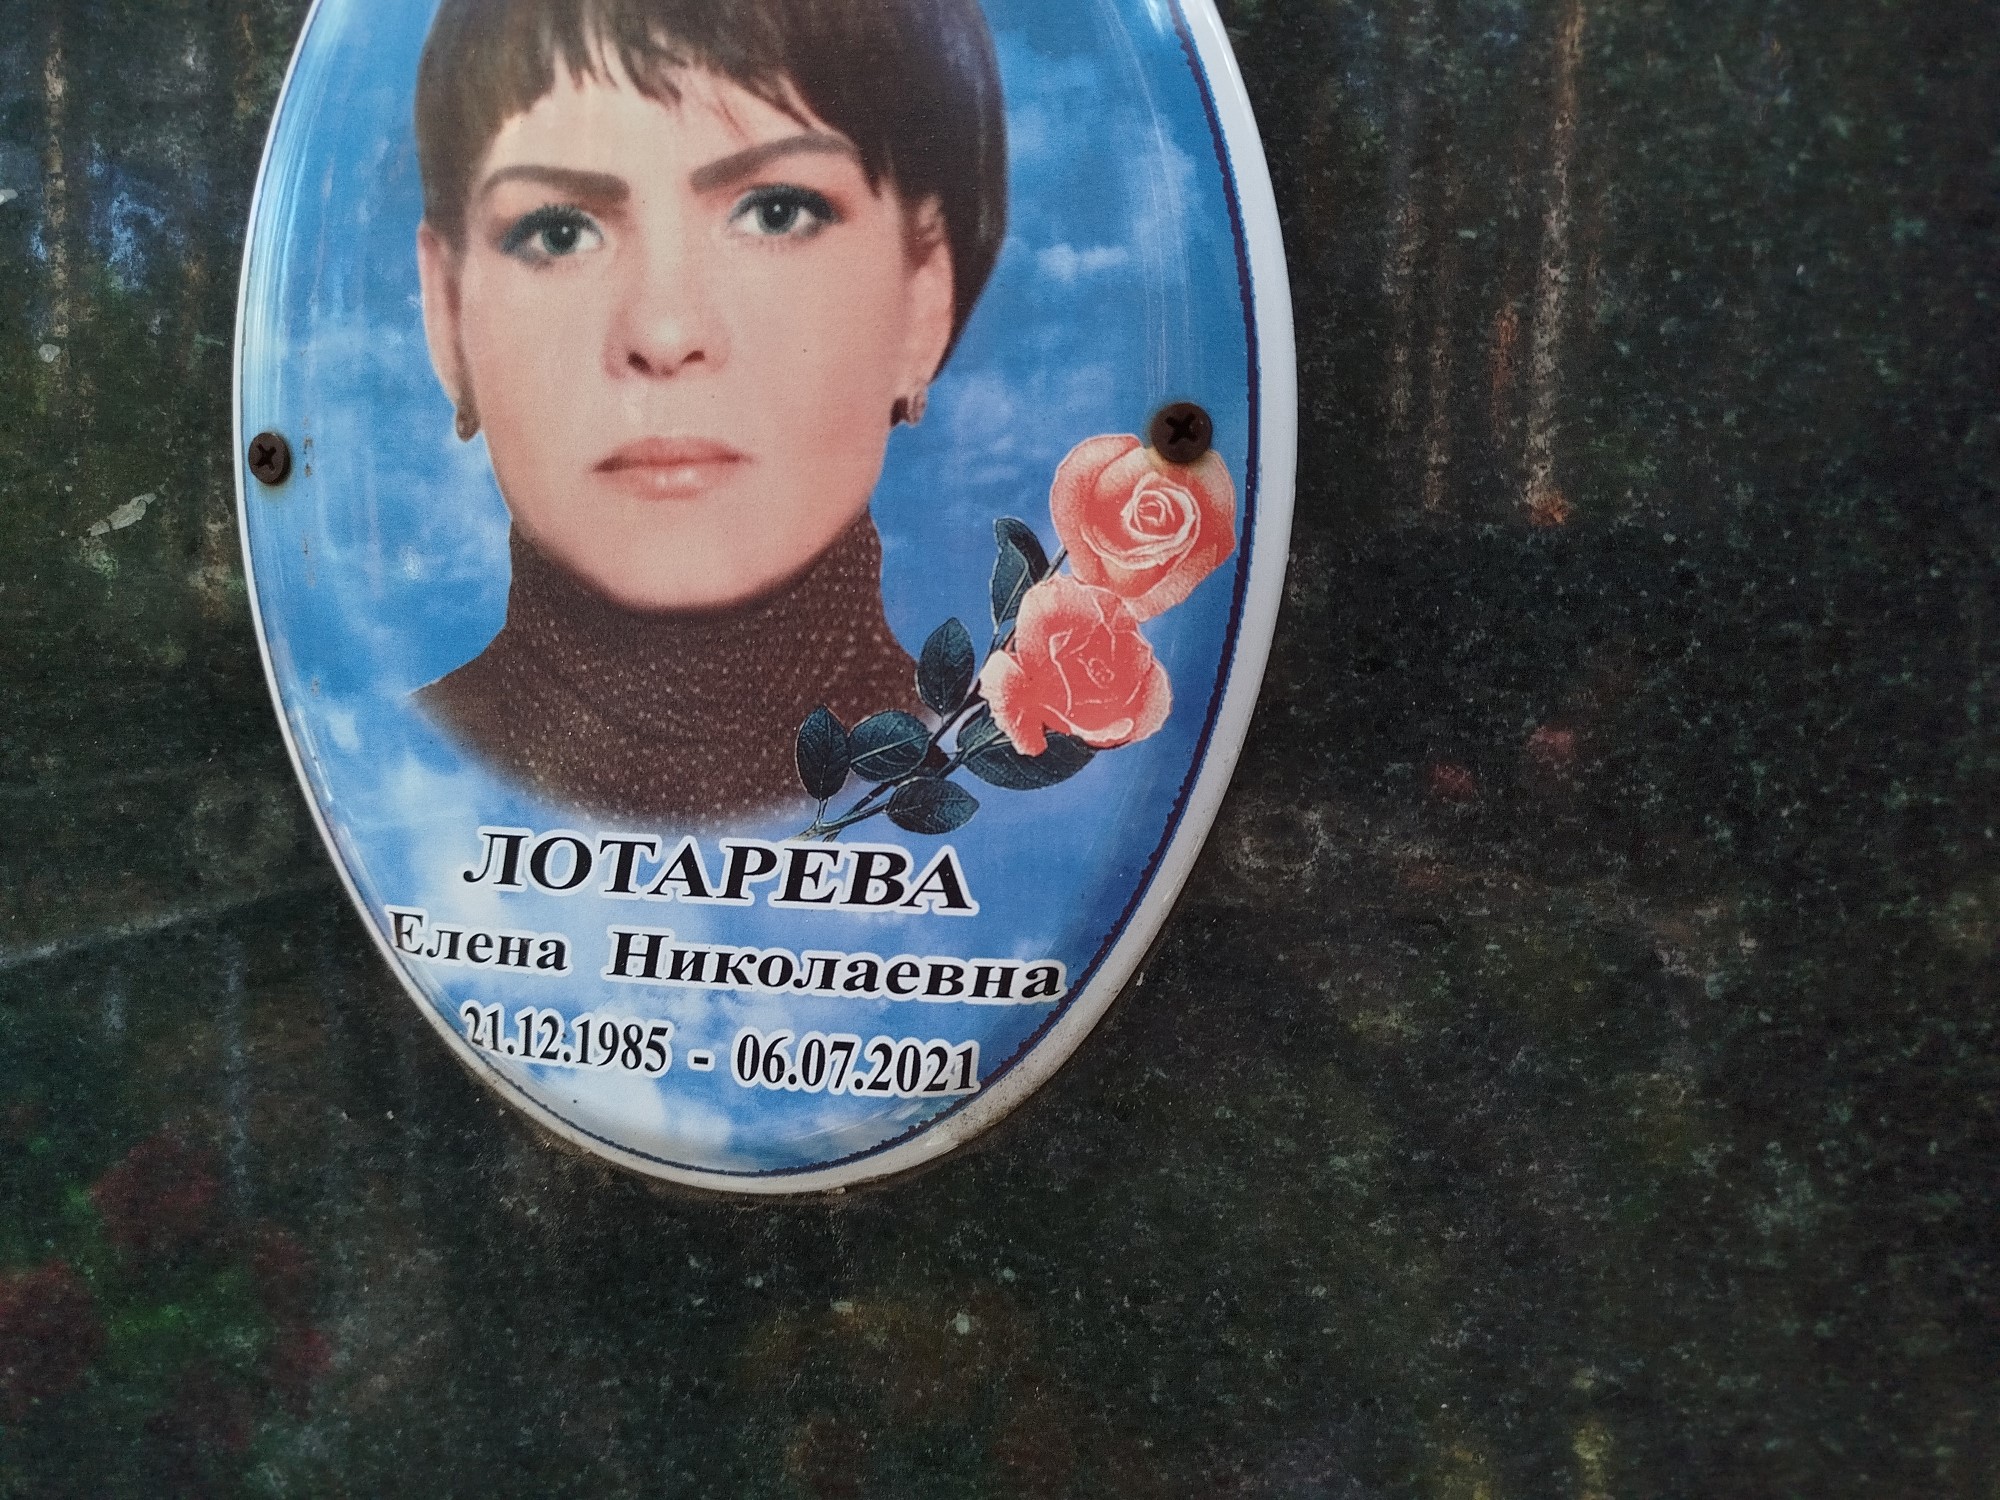 ЛОТАРЕВА
Елена Николаевна
21.12.1985 - 06.07.2021